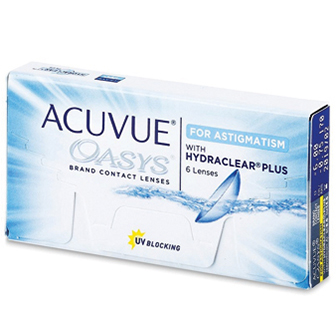 ACUVUE®
OASYS®
BRAND CONTACT LENSES
FOR ASTIGMATISM
WITH
HYDRACLEAR® PLUS
6 Lenses
UV BLOCKING